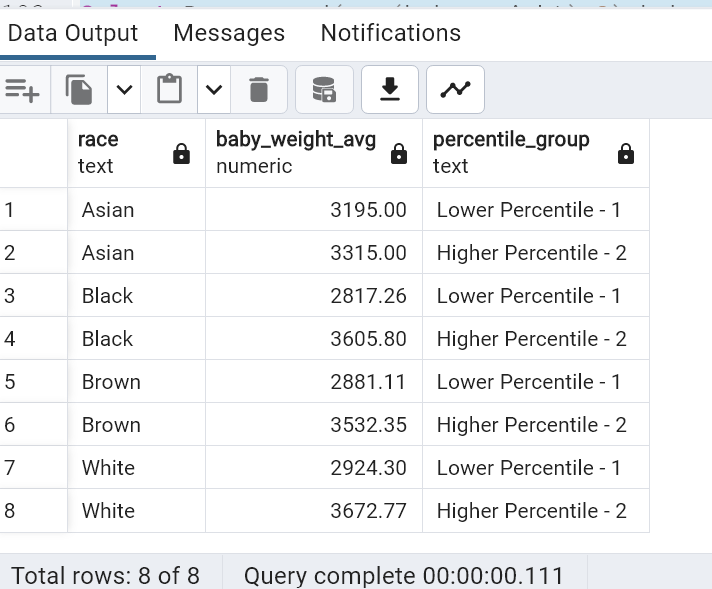 Data Output Messages Notifications
race baby_weight_avg percentile_group
text numeric text
1 Asian 3195.00 Lower Percentile - 1
2 Asian 3315.00 Higher Percentile - 2
3 Black 2817.26 Lower Percentile - 1
4 Black 3605.80 Higher Percentile - 2
5 Brown 2881.11 Lower Percentile - 1
6 Brown 3532.35 Higher Percentile - 2
7 White 2924.30 Lower Percentile - 1
8 White 3672.77 Higher Percentile - 2
Total rows: 8 of 8 Query complete 00:00:00.111